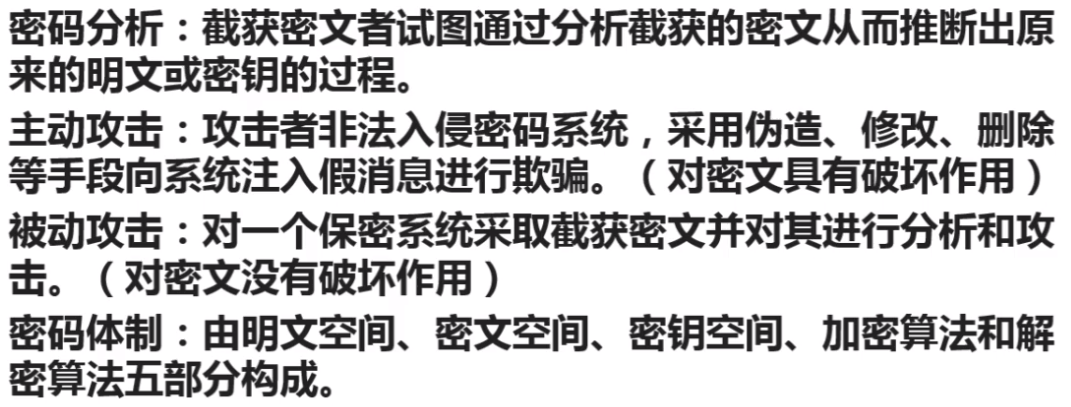 密码分析：截获密文者试图通过分析截获的密文从而推断出原
来的明文或密钥的过程。
主动攻击：攻击者非法入侵密码系统，采用伪造、修改、删除
等手段向系统注入假消息进行欺骗。（对密文具有破坏作用）
被动攻击：对一个保密系统采取截获密文并对其进行分析和攻
击。（对密文没有破坏作用）
密码体制：由明文空间、密文空间、密钥空间、加密算法和解
密算法五部分构成。